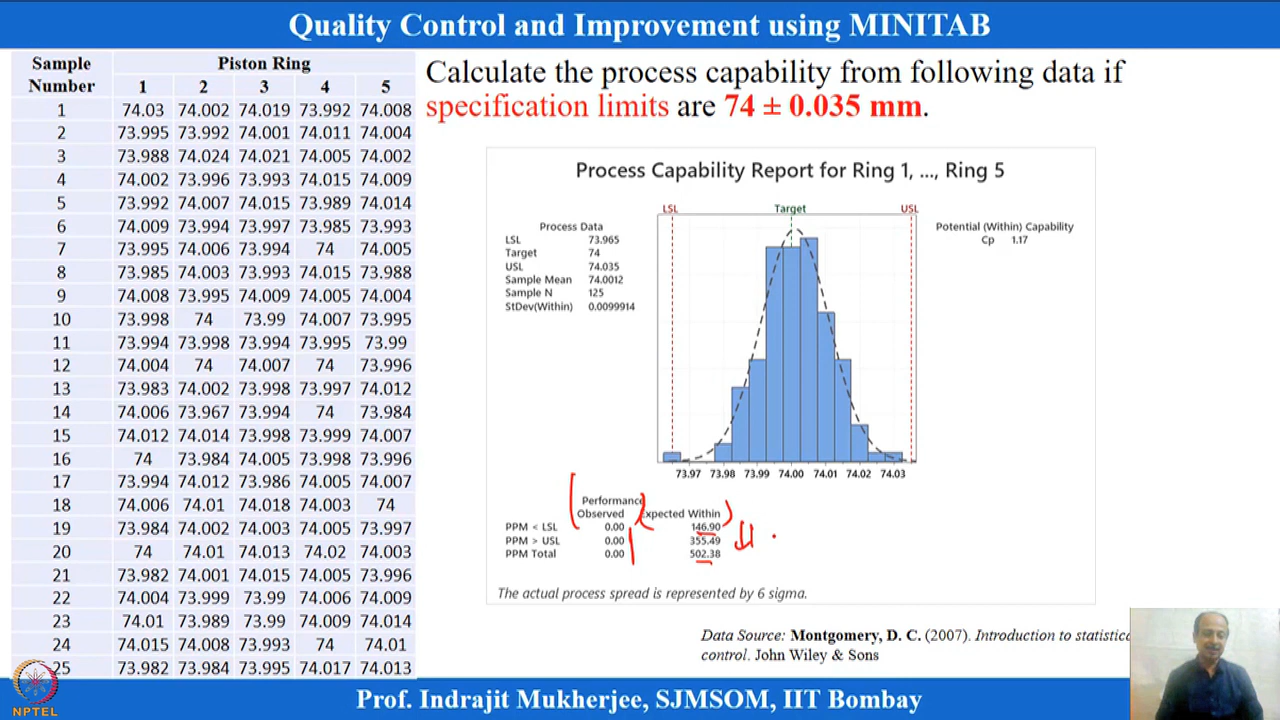 Quality Control and Improvement using MINITAB
Sample Number Piston Ring
1 2 3 4 5
1 74.03 74.002 74.019 73.992 74.008
2 73.995 73.992 74.001 74.011 74.004
3 73.988 74.024 74.021 74.005 74.002
4 74.002 73.996 73.993 74.015 74.009
5 73.992 74.007 74.015 73.989 74.014
6 74.009 73.994 73.997 73.985 73.993
7 73.995 74.006 73.994 74 74.005
8 73.985 74.003 73.993 74.015 73.988
9 74.008 73.995 74.009 74.005 74.004
10 73.998 74 73.99 74.007 73.995
11 73.994 73.998 73.994 73.995 73.99
12 74.004 74 74.007 74 73.996
13 73.983 74.002 73.998 73.997 74.012
14 74.006 73.967 73.994 74 73.984
15 74.012 74.014 73.998 73.999 74.007
16 74 73.984 74.005 73.998 73.996
17 73.994 74.012 73.986 74.005 74.007
18 74.006 74.01 74.018 74.003 74
19 73.984 74.002 74.003 74.005 73.997
20 74 74.01 74.013 74.02 74.003
21 73.982 74.001 74.015 74.005 73.996
22 74.004 73.999 73.99 74.006 74.009
23 74.01 73.989 73.99 74.009 74.014
24 74.015 74.008 73.993 74 74.01
25 73.982 73.984 73.995 74.017 74.013
Calculate the process capability from following data if
specification limits are 74 ± 0.035 mm.
Process Capability Report for Ring 1, ..., Ring 5
LSL Target USL
Process Data
LSL 73.965
Target 74
USL 74.035
Sample Mean 74.0012
Sample N 125
StDev(Within) 0.0099914
Potential (Within) Capability
Cp 1.17
73.97 73.98 73.99 74.00 74.01 74.02 74.03
Performance
Observed Expected Within
PPM < LSL 0.00 146.90
PPM > USL 0.00 355.49
PPM Total 0.00 502.38
The actual process spread is represented by 6 sigma.
Data Source: Montgomery, D. C. (2007). Introduction to statistical
control. John Wiley & Sons
NPTEL
Prof. Indrajit Mukherjee, SJMSOM, IIT Bombay